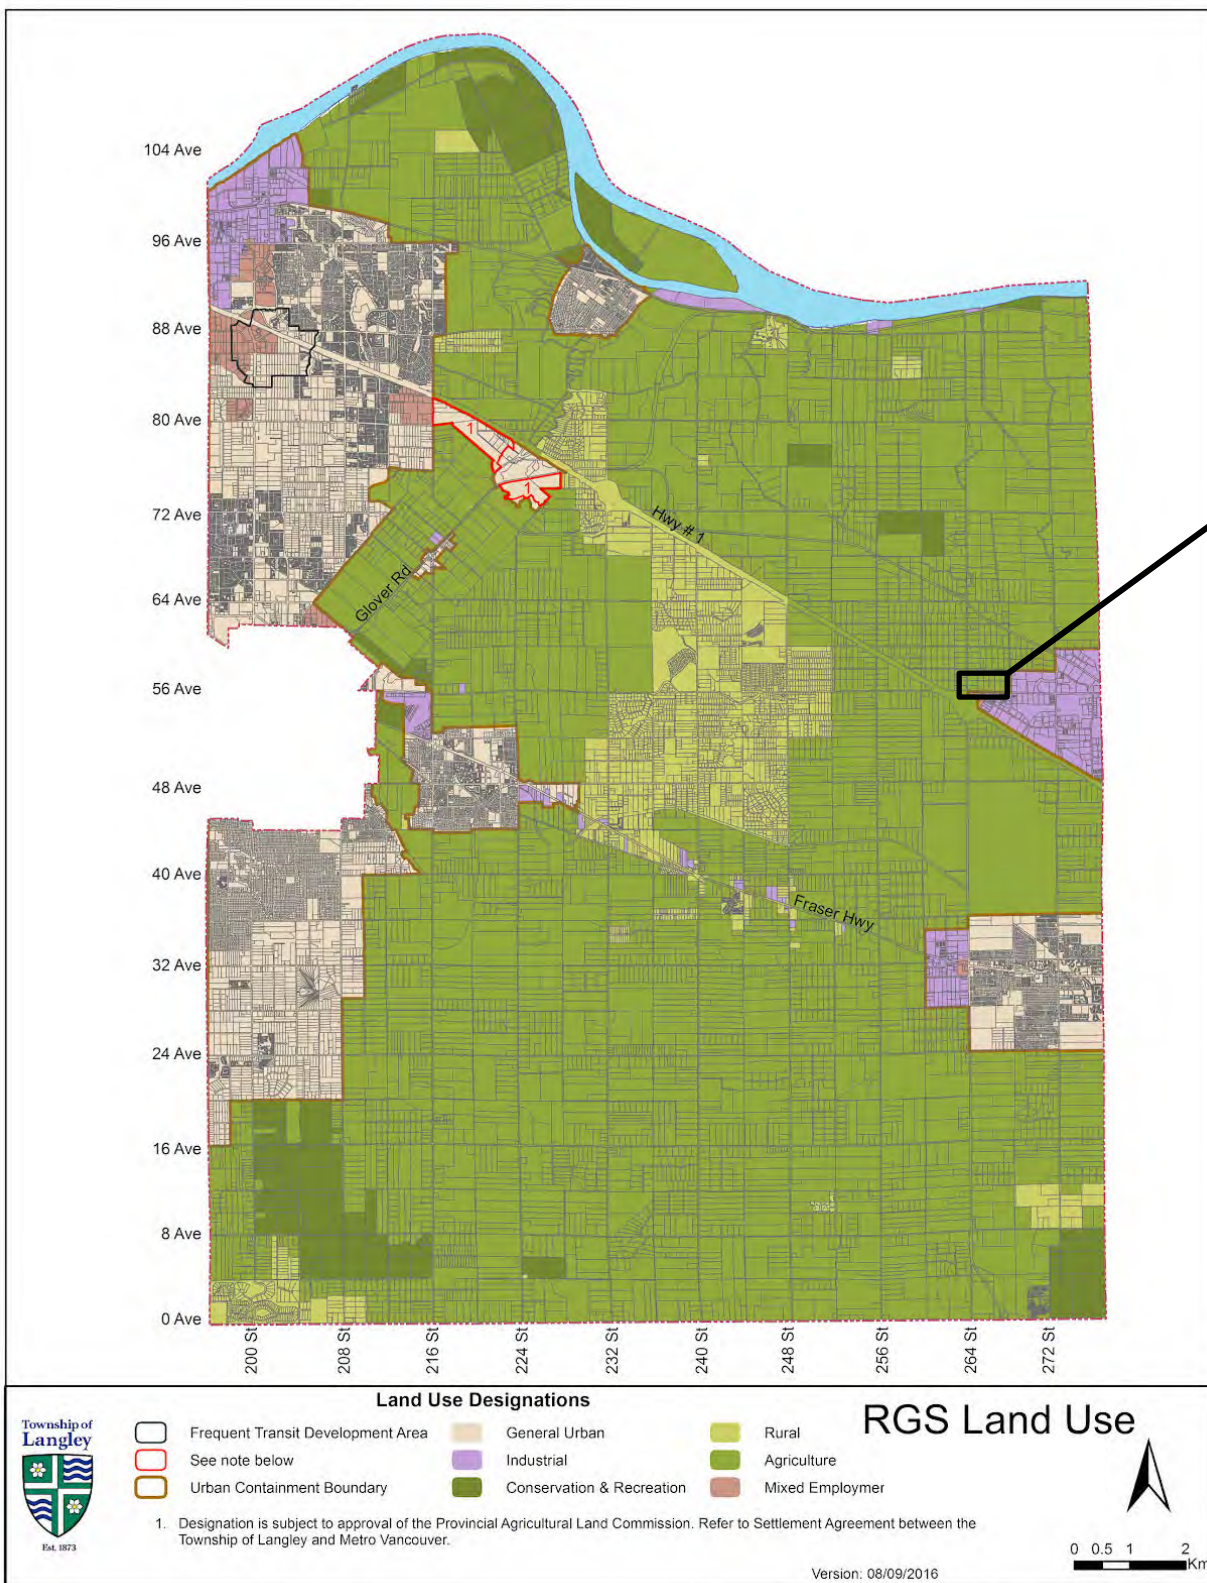 104 Ave
96 Ave
88 Ave
80 Ave
72 Ave
64 Ave
56 Ave
48 Ave
40 Ave
32 Ave
24 Ave
16 Ave
8 Ave
0 Ave
1
1
Hwy # 1
Glover Rd
Fraser Hwy
200 St
208 St
216 St
224 St
232 St
240 St
248 St
256 St
264 St
272 St
Township of
Langley
Est. 1873
Land Use Designations
Frequent Transit Development Area
See note below
Urban Containment Boundary
General Urban
Industrial
Conservation & Recreation
Rural
Agriculture
Mixed Employmer
RGS Land Use
1. Designation is subject to approval of the Provincial Agricultural Land Commission. Refer to Settlement Agreement between the
Township of Langley and Metro Vancouver.
Version: 08/09/2016
0 0.5 1 2
Km